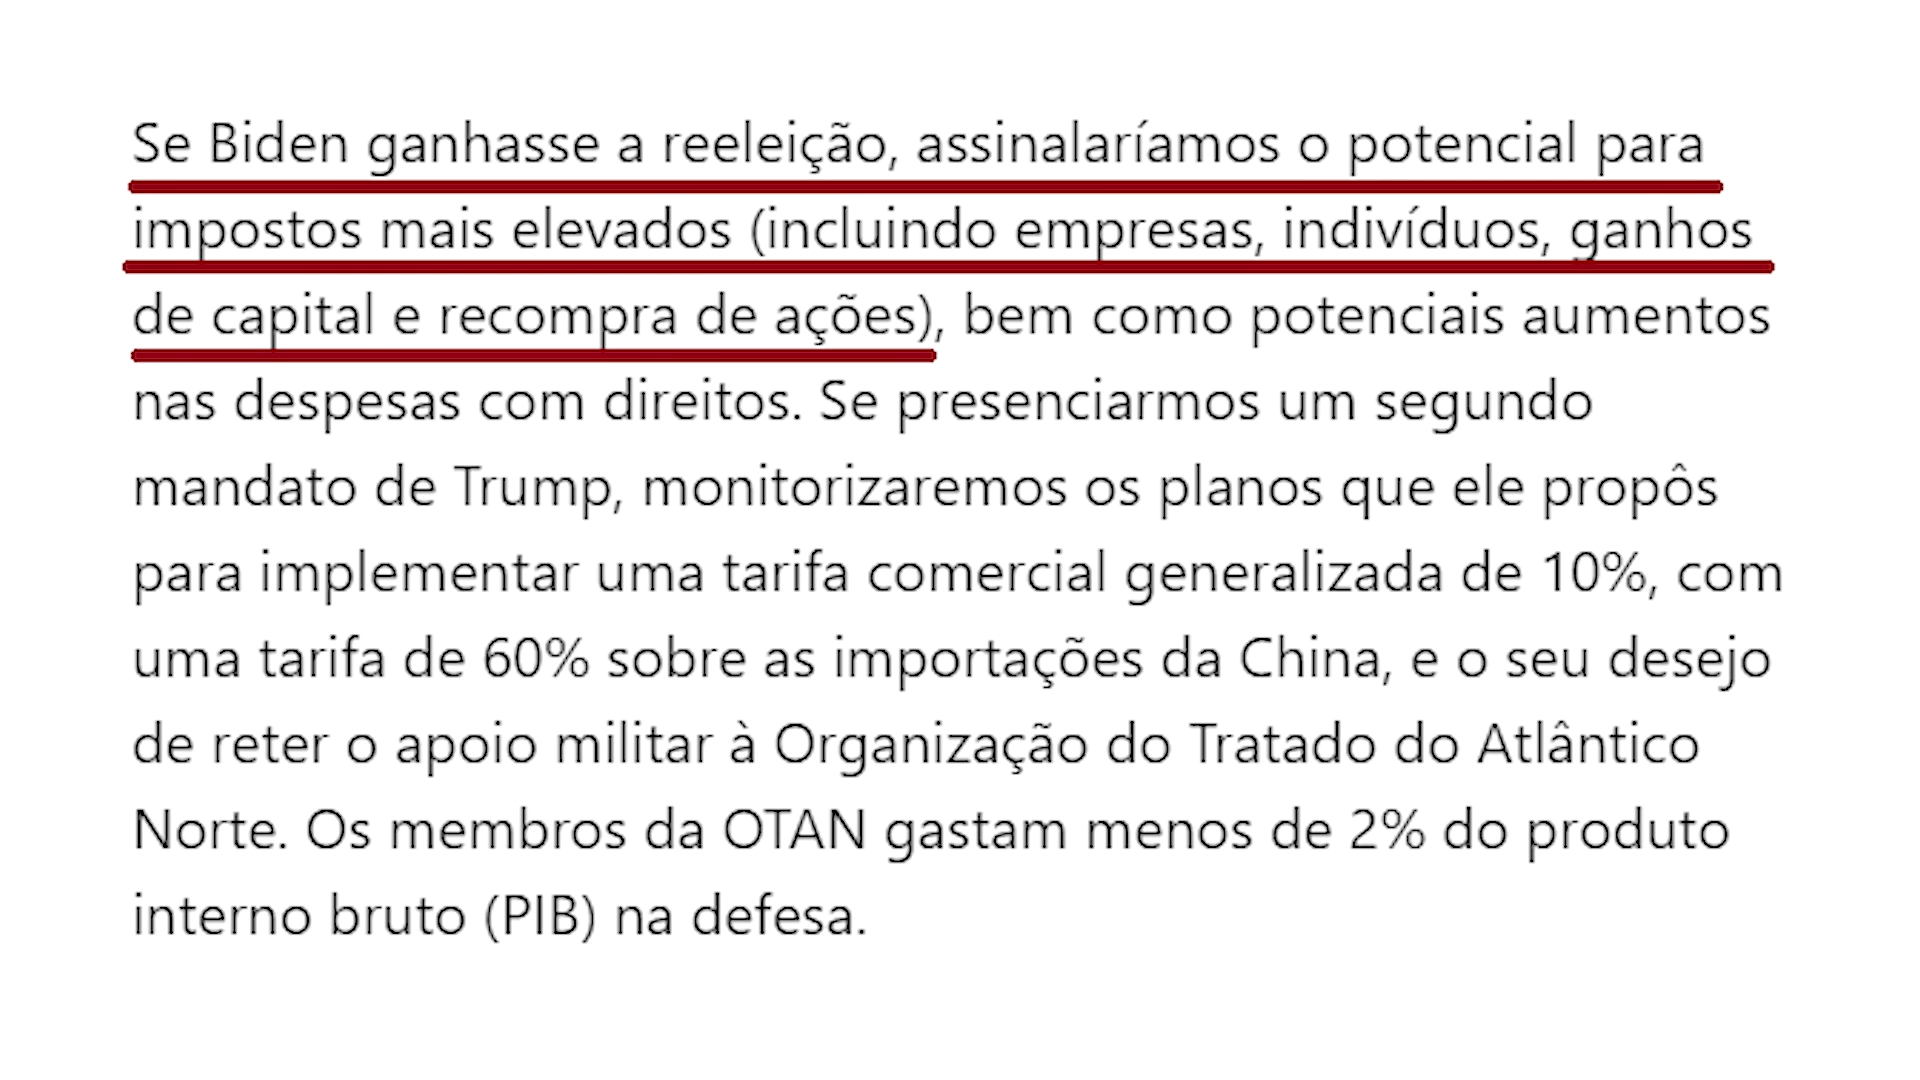 Se Biden ganhasse a reeleição, assinalaríamos o potencial para
impostos mais elevados (incluindo empresas, indivíduos, ganhos
de capital e recompra de ações), bem como potenciais aumentos
nas despesas com direitos. Se presenciarmos um segundo
mandato de Trump, monitorizaremos os planos que ele propôs
para implementar uma tarifa comercial generalizada de 10%, com
uma tarifa de 60% sobre as importações da China, e o seu desejo
de reter o apoio militar à Organização do Tratado do Atlântico
Norte. Os membros da OTAN gastam menos de 2% do produto
interno bruto (PIB) na defesa.